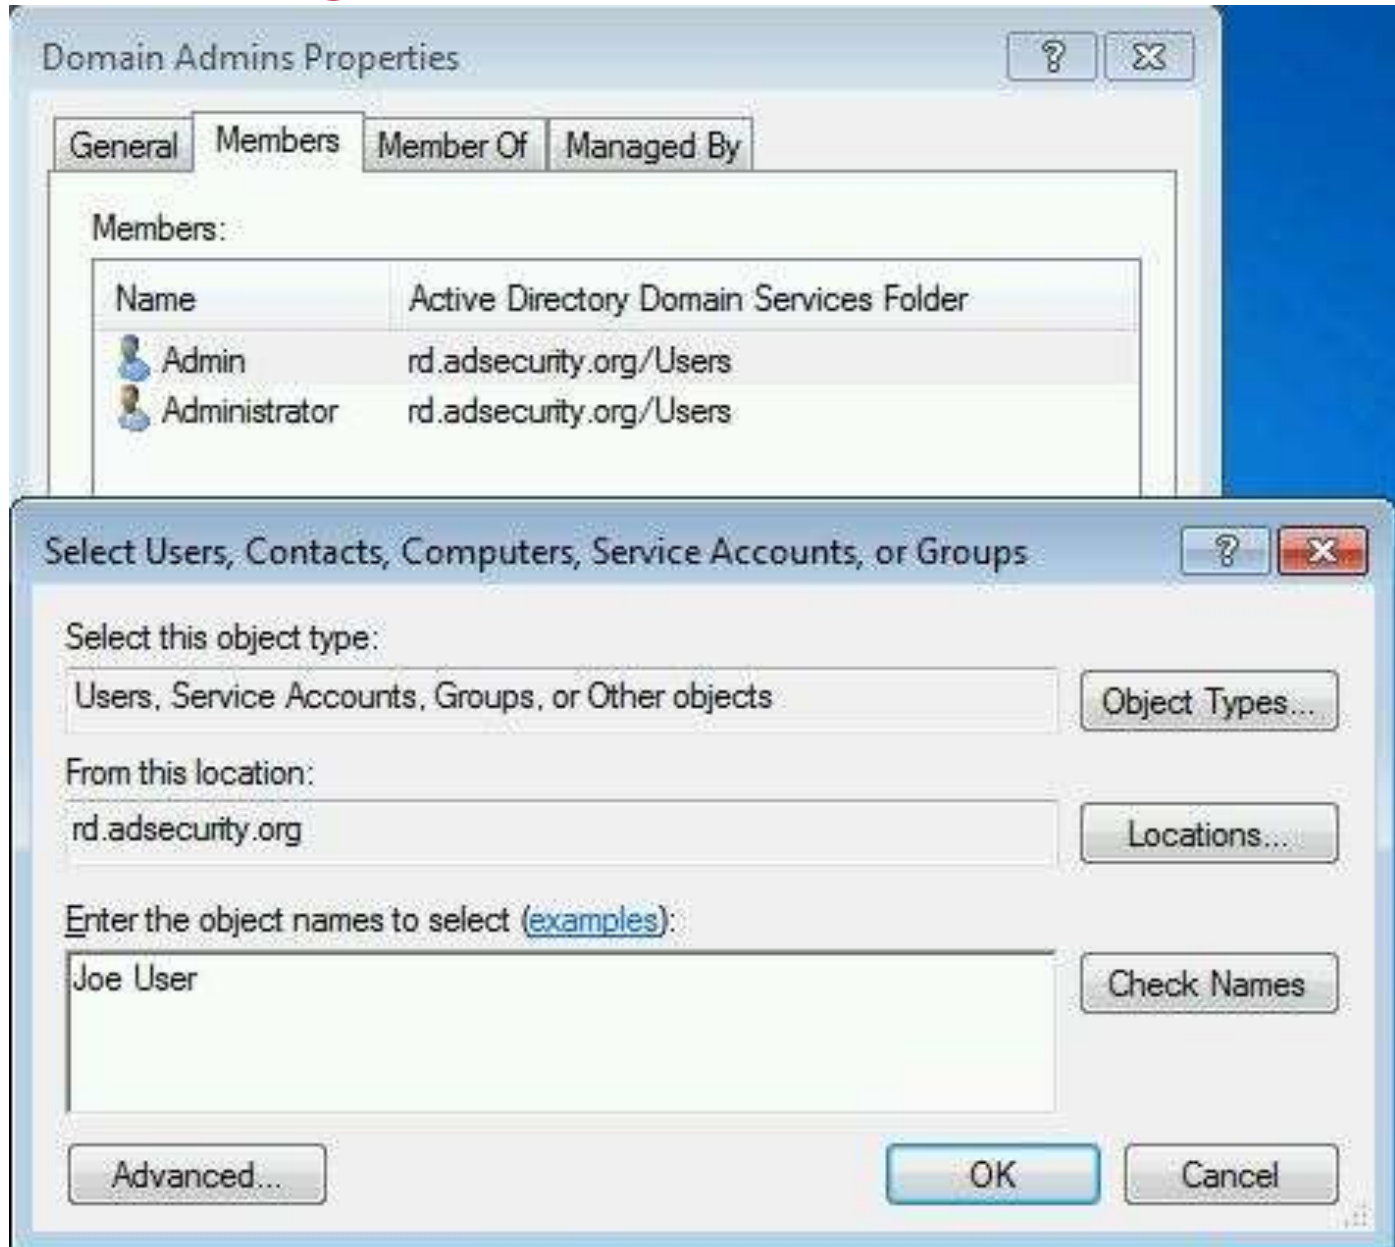 Domain Admins Properties
General Members Member Of Managed By
Members:
Name Active Directory Domain Services Folder
Admin rd.adsecurity.org/Users
Administrator rd.adsecurity.org/Users
Select Users, Contacts, Computers, Service Accounts, or Groups
Select this object type:
Users, Service Accounts, Groups, or Other objects Object Types...
From this location:
rd.adsecurity.org Locations...
Enter the object names to select (examples):
Joe User Check Names
Advanced... OK Cancel